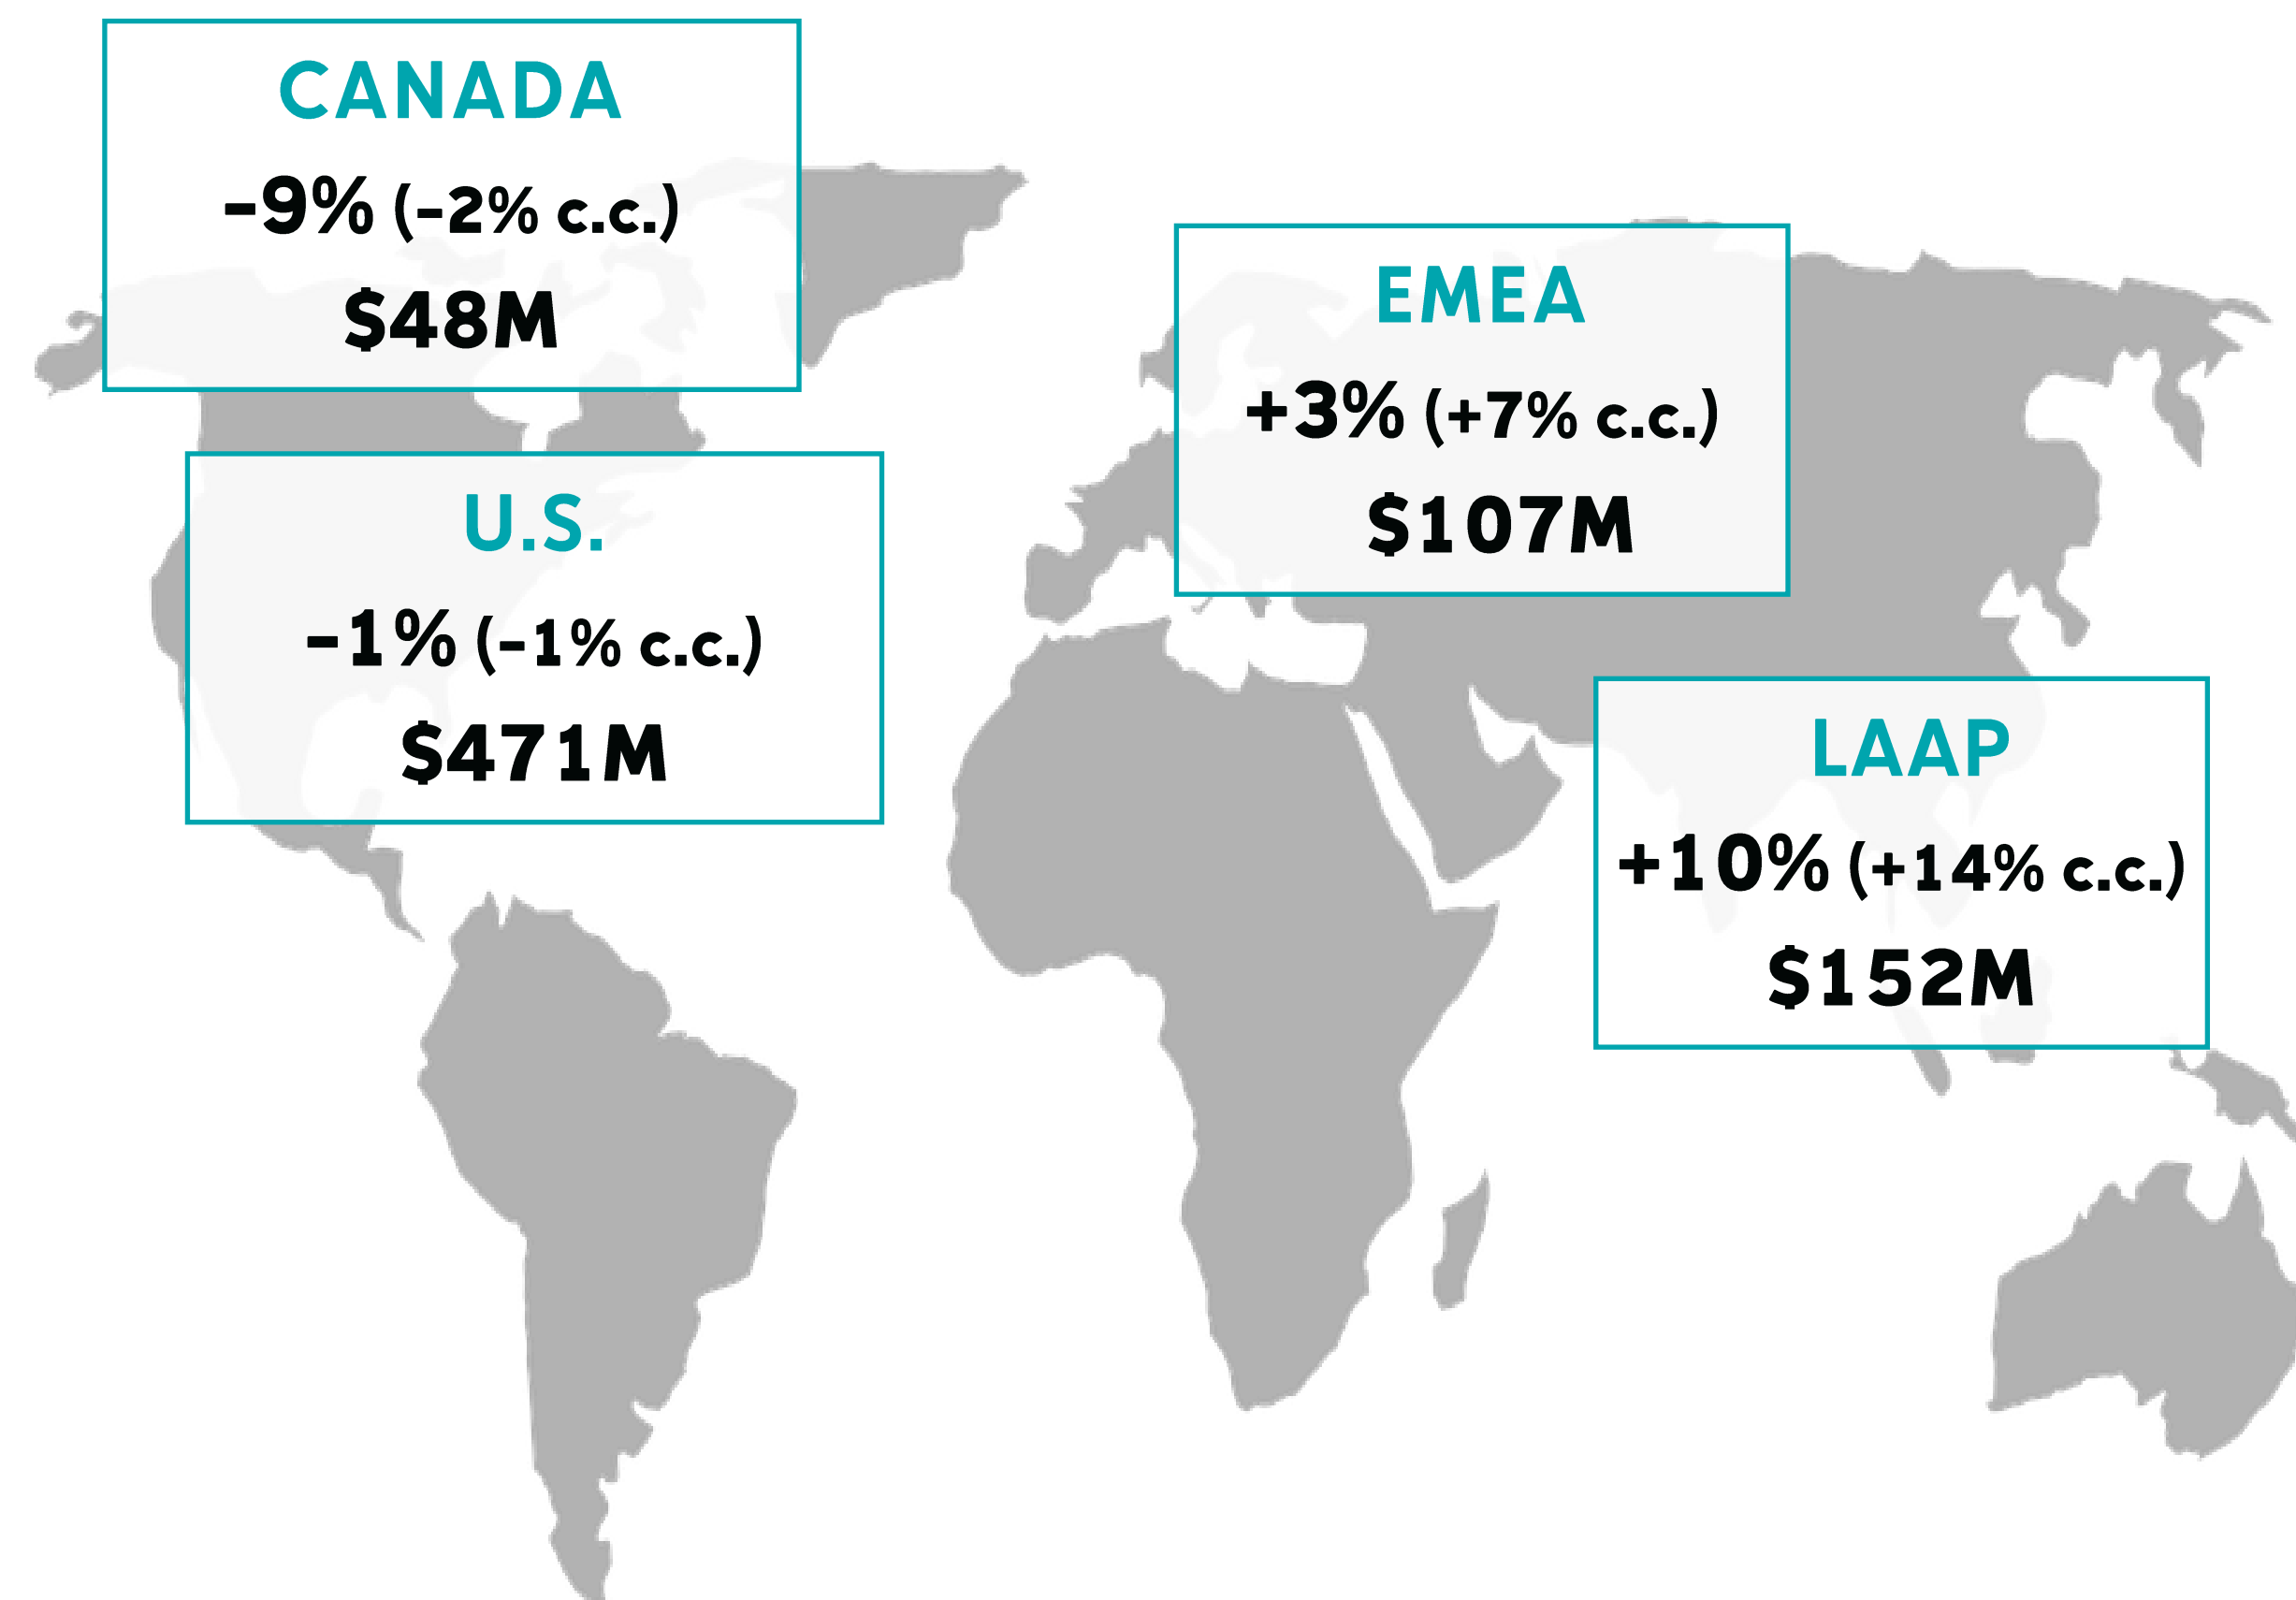 CANADA
-9% (-2% c.c.)
$48M
U.S.
-1% (-1% c.c.)
$471M
EMEA
+3% (+7% c.c.)
$107M
LAAP
+10% (+14% c.c.)
$152M